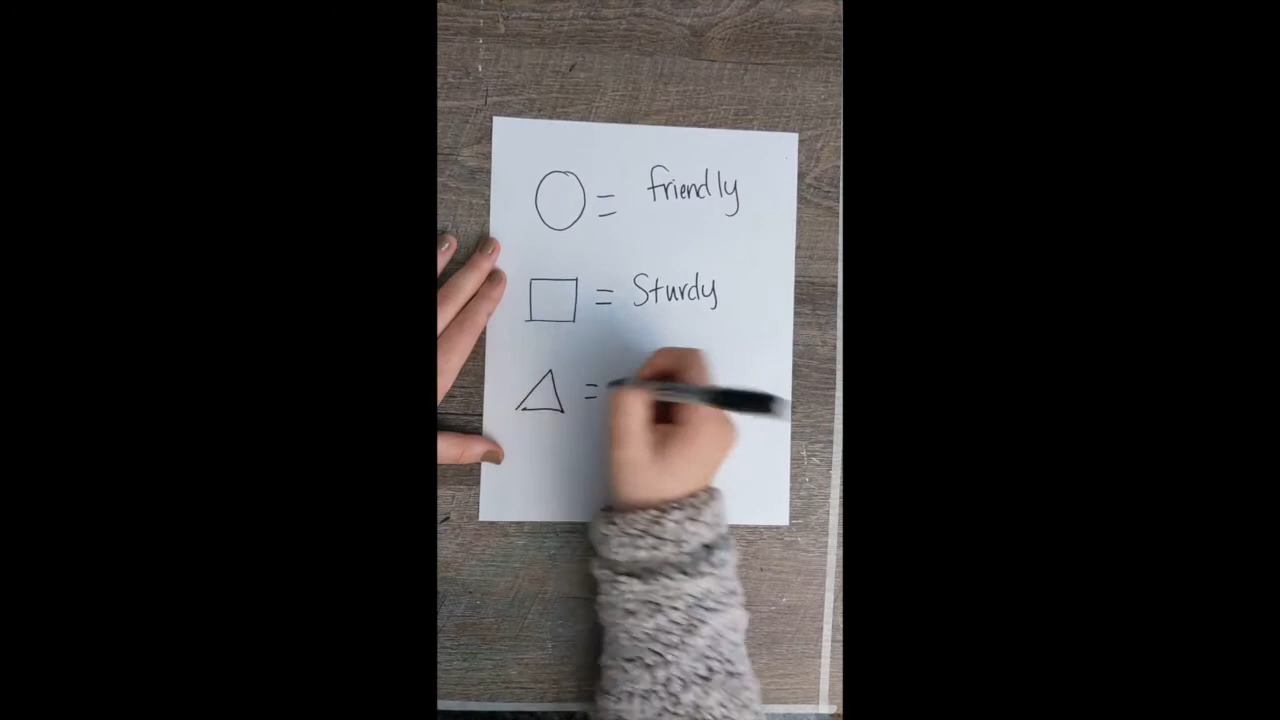 = friendly
= Sturdy
=